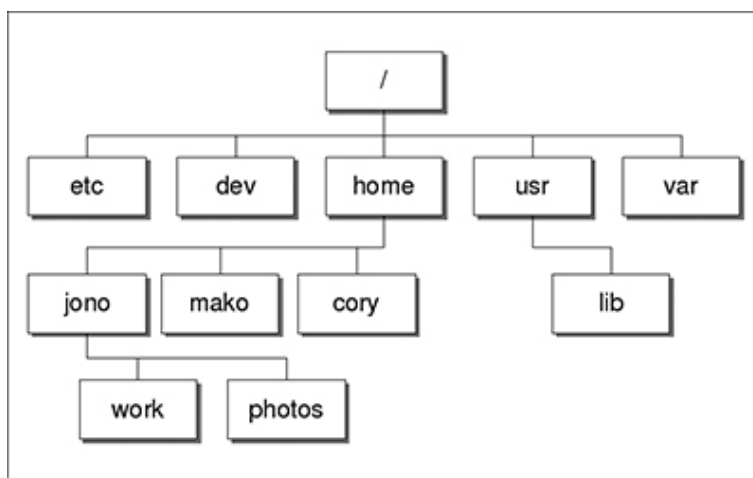 /
etc dev home usr var
jono mako cory lib
work photos